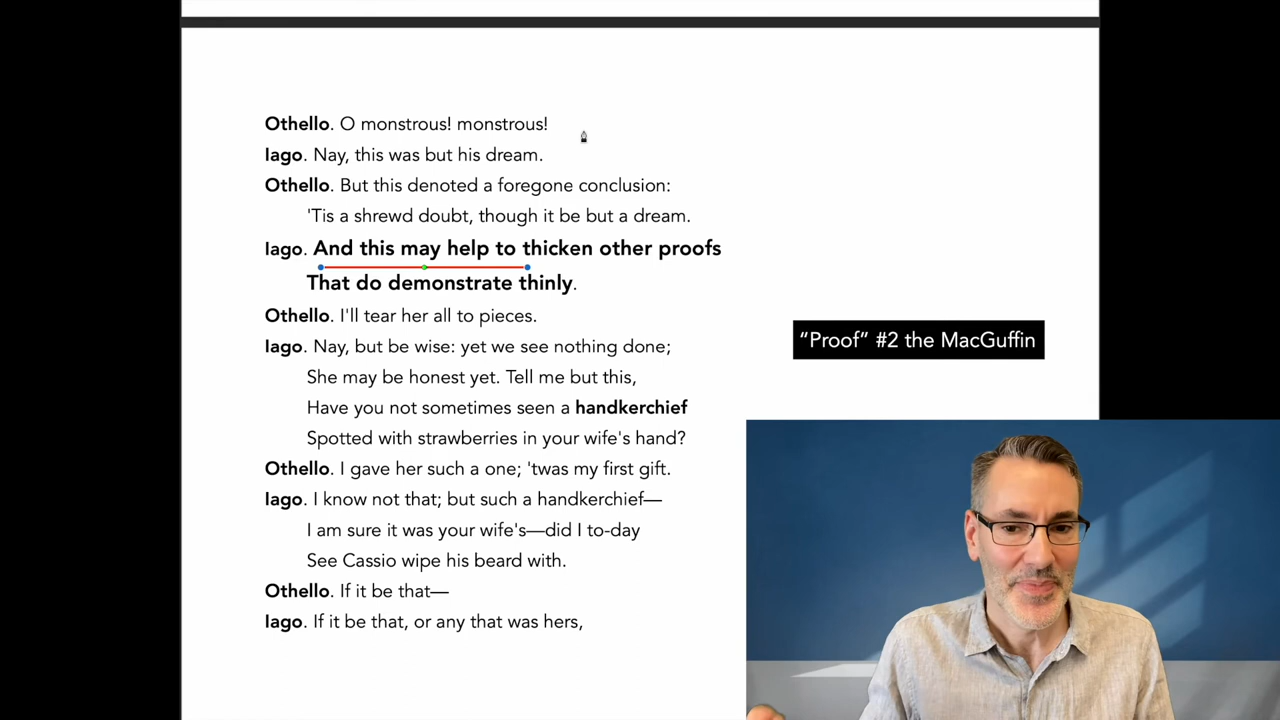 Othello. O monstrous! monstrous!
Iago. Nay, this was but his dream.
Othello. But this denoted a foregone conclusion:
'Tis a shrewd doubt, though it be but a dream.
Iago. And this may help to thicken other proofs
That do demonstrate thinly.
Othello. I'll tear her all to pieces.
Iago. Nay, but be wise: yet we see nothing done;
She may be honest yet. Tell me but this,
Have you not sometimes seen a handkerchief
Spotted with strawberries in your wife's hand?
Othello. I gave her such a one; 'twas my first gift.
Iago. I know not that; but such a handkerchief—
I am sure it was your wife's—did I to-day
See Cassio wipe his beard with.
Othello. If it be that—
Iago. If it be that, or any that was hers,
“Proof” #2 the MacGuffin